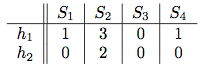 S₁ S₂ S₃ S₄
h₁ 1 3 0 1
h₂ 0 2 0 0